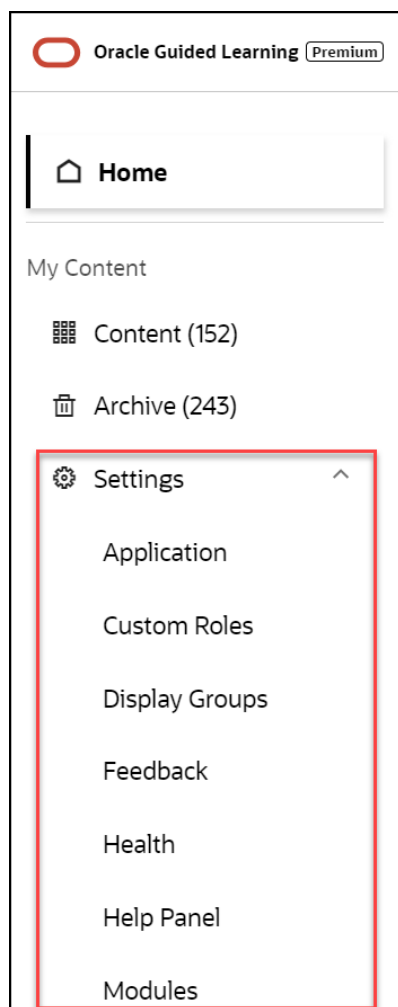 Oracle Guided Learning Premium
Home
My Content
Content (152)
Archive (243)
Settings
Application
Custom Roles
Display Groups
Feedback
Health
Help Panel
Modules